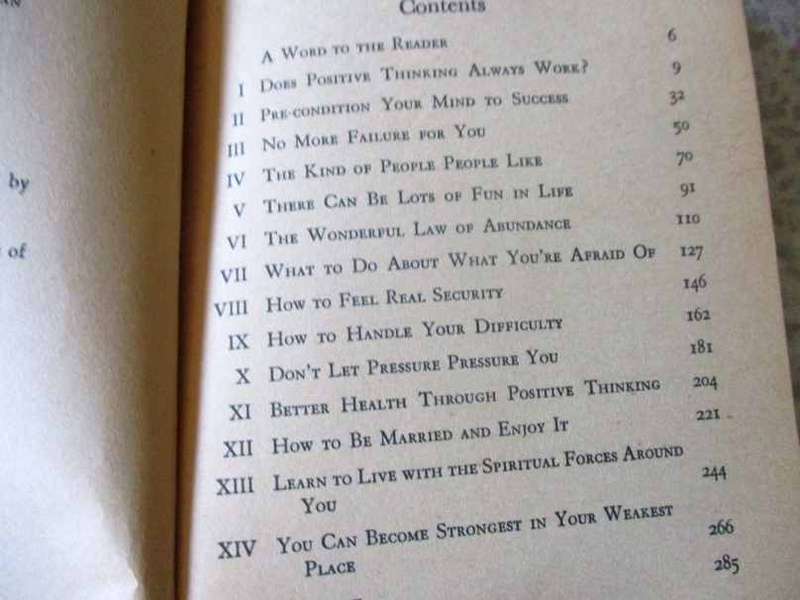 AN
by
of
Contents
A Word to the Reader 6
I Does Positive Thinking Always Work? 9
II Pre-condition Your Mind to Success 32
III No More Failure for You 50
IV The Kind of People People Like 70
V There Can Be Lots of Fun in Life 91
VI The Wonderful Law of Abundance 110
VII What to Do About What You're Afraid Of 127
VIII How to Feel Real Security 146
IX How to Handle Your Difficulty 162
X Don't Let Pressure Pressure You 181
XI Better Health Through Positive Thinking 204
XII How to Be Married and Enjoy It 221
XIII Learn to Live with the Spiritual Forces Around
You 244
XIV You Can Become Strongest in Your Weakest
Place 266
285